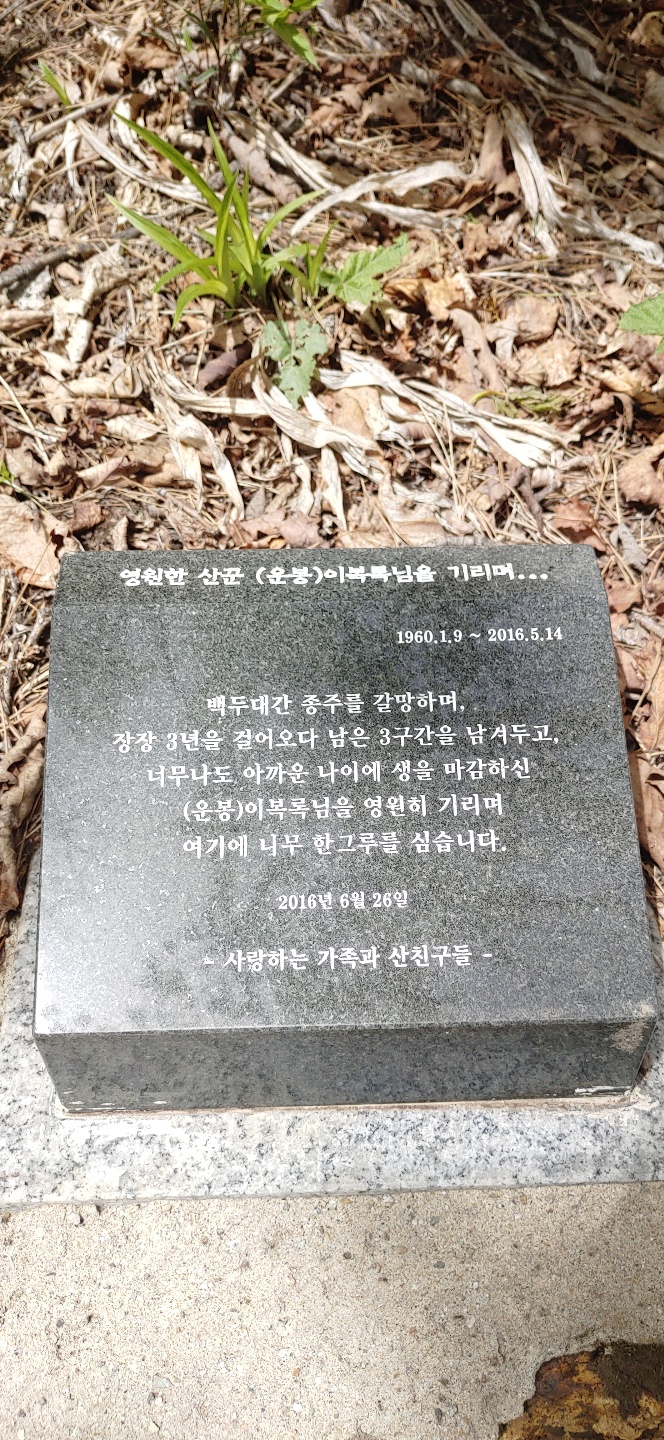 영원한 산꾼 (운봉)이복록님을 기리며...
1960.1.9 ~ 2016.5.14
백두대간 종주를 갈망하며,
장장 3년을 걸어오다 남은 3구간을 남겨두고,
너무나도 아까운 나이에 생을 마감하신
(운봉)이복록님을 영원히 기리며
여기에 나무 한그루를 심습니다.
2016년 6월 26일
- 사랑하는 가족과 산친구들 -